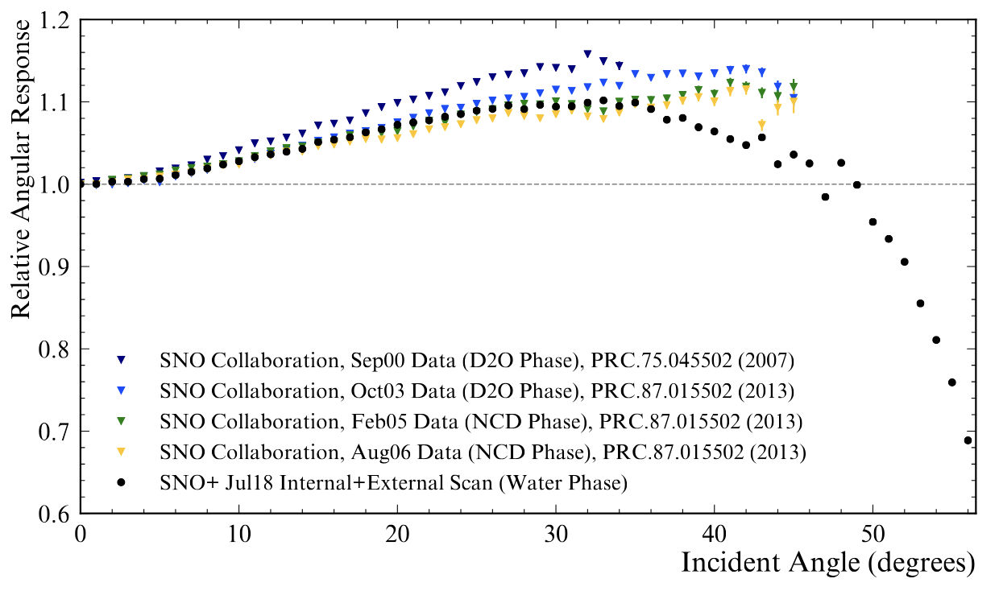 Relative Angular Response
1.2
1.1
1.0
0.9
0.8
0.7
0.6
SNO Collaboration, Sep00 Data (D2O Phase), PRC.75.045502 (2007)
SNO Collaboration, Oct03 Data (D2O Phase), PRC.87.015502 (2013)
SNO Collaboration, Feb05 Data (NCD Phase), PRC.87.015502 (2013)
SNO Collaboration, Aug06 Data (NCD Phase), PRC.87.015502 (2013)
SNO+ Jul18 Internal+External Scan (Water Phase)
0 10 20 30 40 50
Incident Angle (degrees)